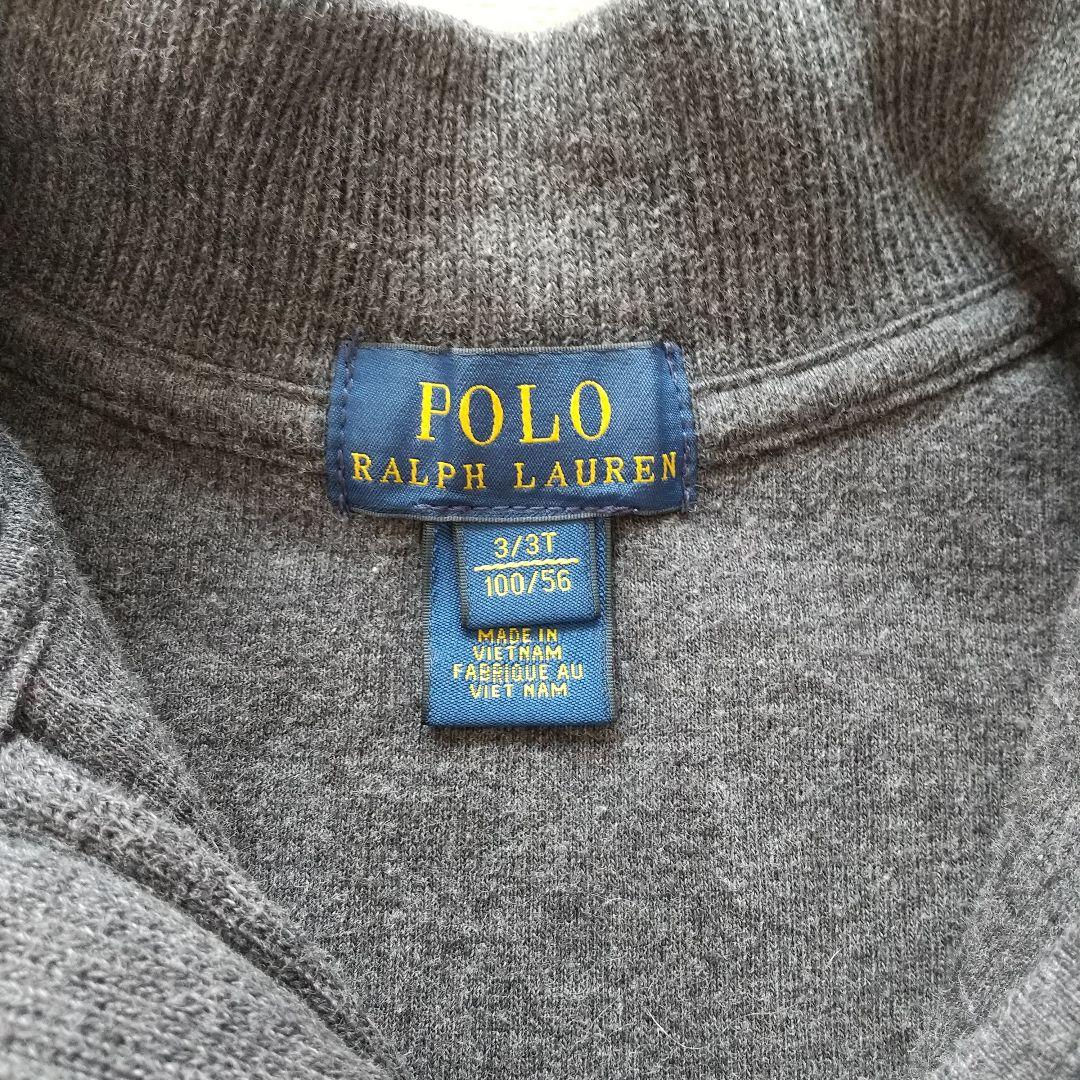 POLO
RALPH LAUREN
3/3T
100/56
MADE IN
VIETNAM
FABRIQUE AU
VIET NAM